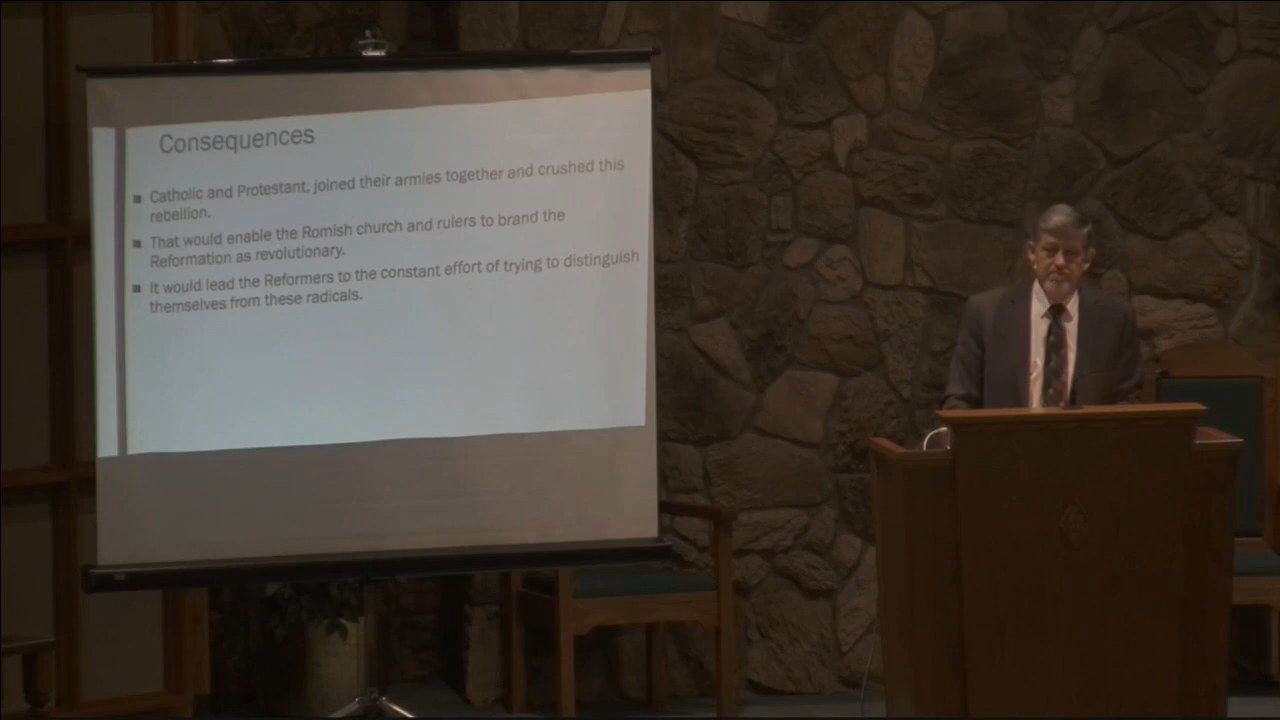 Consequences
■ Catholic and Protestant, joined their armies together and crushed this
rebellion.
■ That would enable the Romish church and rulers to brand the
Reformation as revolutionary.
■ It would lead the Reformers to the constant effort of trying to distinguish
themselves from these radicals.